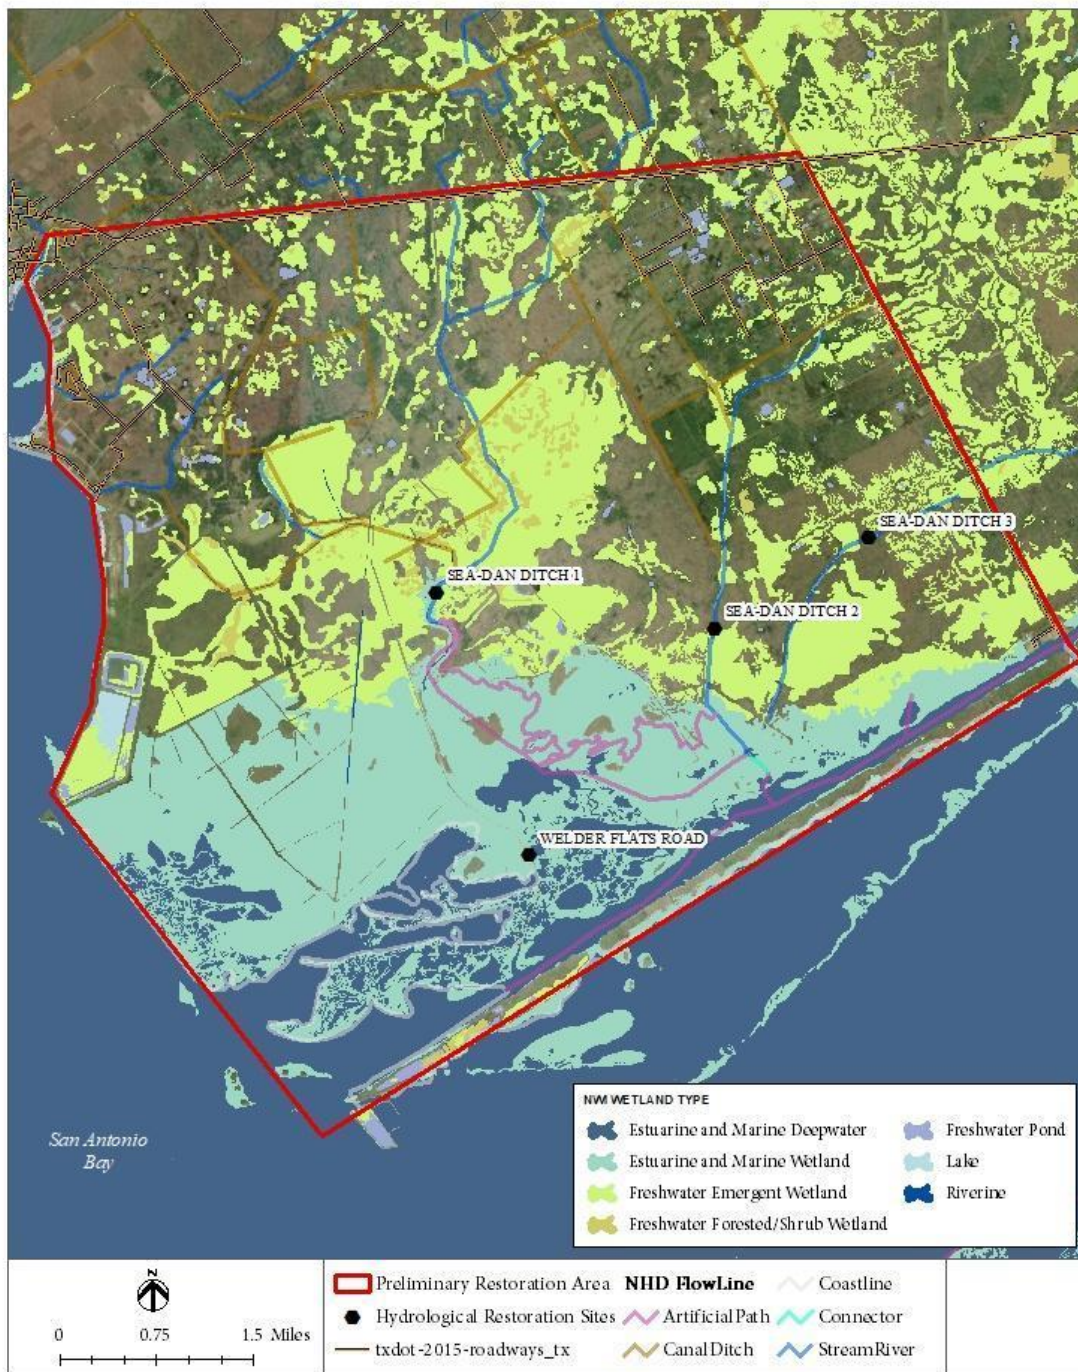 SEA-DAN DITCH 3
SEA-DAN DITCH 1
SEA-DAN DITCH 2
WELDER FLATS ROAD
San Antonio
Bay
NWI WETLAND TYPE
Estuarine and Marine Deepwater
Estuarine and Marine Wetland
Freshwater Emergent Wetland
Freshwater Forested/Shrub Wetland
Freshwater Pond
Lake
Riverine
N
0 0.75 1.5 Miles
Preliminary Restoration Area
Hydrological Restoration Sites
txdot-2015-roadways_tx
NHD FlowLine
Artificial Path
Canal Ditch
Coastline
Connector
StreamRiver